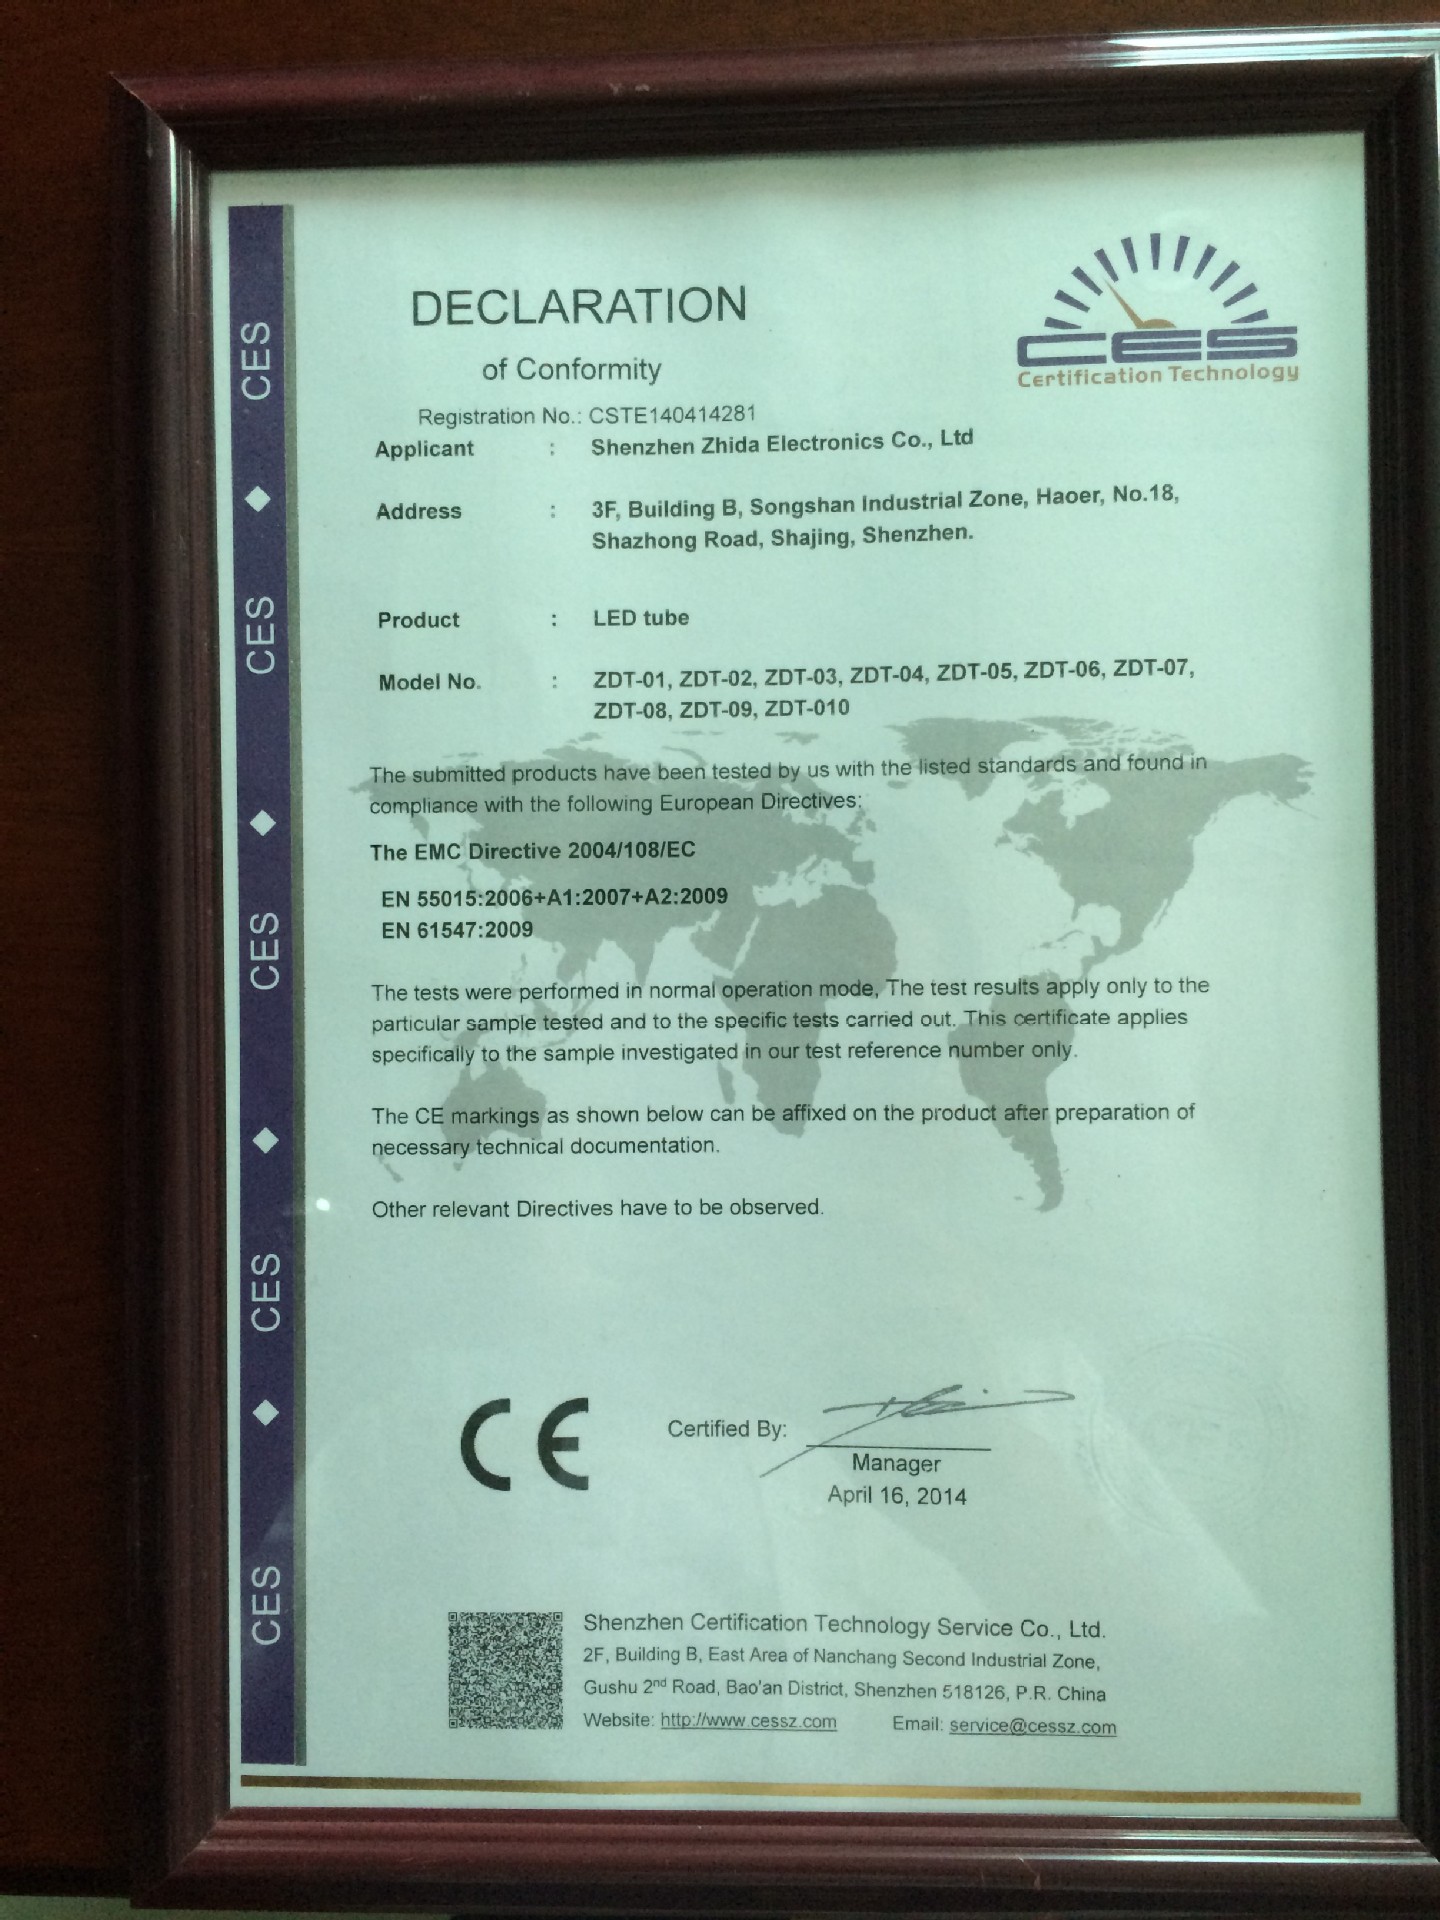 DECLARATION
of Conformity
CES
Certification Technology
Registration No.: CSTE140414281
Applicant : Shenzhen Zhida Electronics Co., Ltd
Address : 3F, Building B, Songshan Industrial Zone, Haoer, No.18,
Shazhong Road, Shajing, Shenzhen.
Product : LED tube
Model No. : ZDT-01, ZDT-02, ZDT-03, ZDT-04, ZDT-05, ZDT-06, ZDT-07,
ZDT-08, ZDT-09, ZDT-010
The submitted products have been tested by us with the listed standards and found in
compliance with the following European Directives:
The EMC Directive 2004/108/EC
EN 55015:2006+A1:2007+A2:2009
EN 61547:2009
The tests were performed in normal operation mode, The test results apply only to the
particular sample tested and to the specific tests carried out. This certificate applies
specifically to the sample investigated in our test reference number only.
The CE markings as shown below can be affixed on the product after preparation of
necessary technical documentation.
Other relevant Directives have to be observed.
CE
Certified By:
Manager
April 16, 2014
Shenzhen Certification Technology Service Co., Ltd.
2F, Building B, East Area of Nanchang Second Industrial Zone,
Gushu 2nd Road, Bao'an District, Shenzhen 518126, P.R. China
Website: http://www.cessz.com Email: service@cessz.com
CES
CES
CES
CES
CES